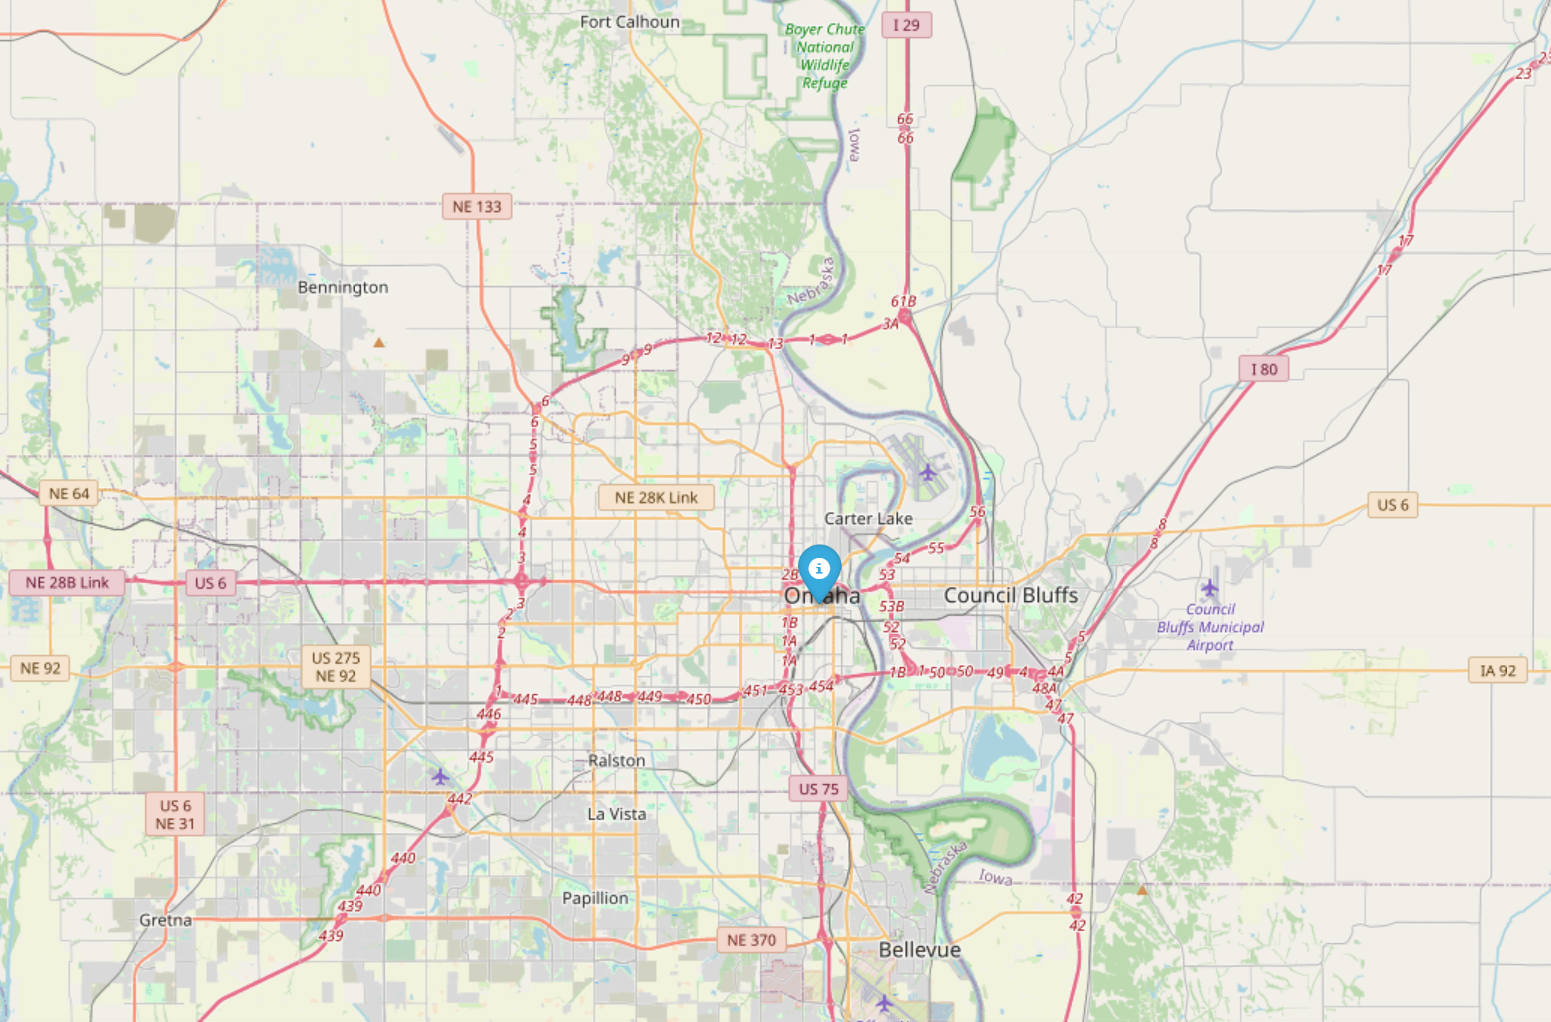 Fort Calhoun
Boyer Chute
National
Wildlife
Refuge
I 29
23
66
66
Iowa
NE 133
17
17
Nebraska
Bennington
61B
3A
12
12
13
1
1
9
9
I 80
6
6
5
5
NE 64
NE 28K Link
US 6
4
4
Carter Lake
56
8
8
55
54
3
NE 28B Link
US 6
2B
53
Omaha
Council Bluffs
3
2
2
53B
Council
Bluffs Municipal
Airport
1B
1A
1A
52
52
5
5
NE 92
US 275
NE 92
1B
1
50
50
49
4
4A
48A
IA 92
1
445
448
448
449
450
451
453
454
47
47
446
445
Ralston
US 75
442
US 6
NE 31
La Vista
440
440
Nebraska
Iowa
Papillion
439
439
Gretna
42
42
NE 370
Bellevue